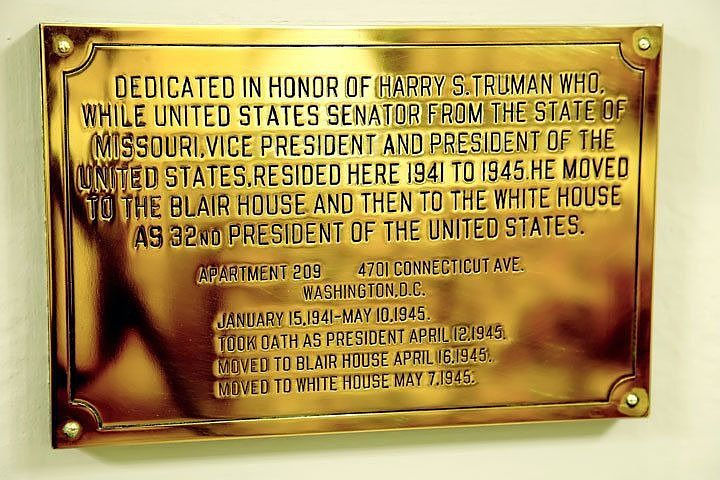 DEDICATED IN HONOR OF HARRY S. TRUMAN WHO,
WHILE UNITED STATES SENATOR FROM THE STATE OF
MISSOURI, VICE PRESIDENT AND PRESIDENT OF THE
UNITED STATES, RESIDED HERE 1941 TO 1945. HE MOVED
TO THE BLAIR HOUSE AND THEN TO THE WHITE HOUSE
AS 32ND PRESIDENT OF THE UNITED STATES.
APARTMENT 209 4701 CONNECTICUT AVE.
WASHINGTON, D.C.
JANUARY 15, 1941-MAY 10, 1945.
TOOK OATH AS PRESIDENT APRIL 12, 1945.
MOVED TO BLAIR HOUSE APRIL 16, 1945.
MOVED TO WHITE HOUSE MAY 7, 1945.